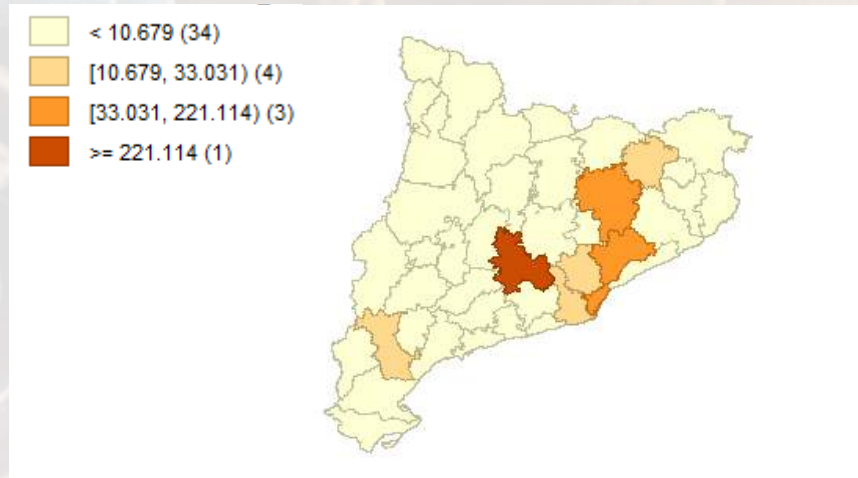 < 10.679 (34)
[10.679, 33.031) (4)
[33.031, 221.114) (3)
>= 221.114 (1)